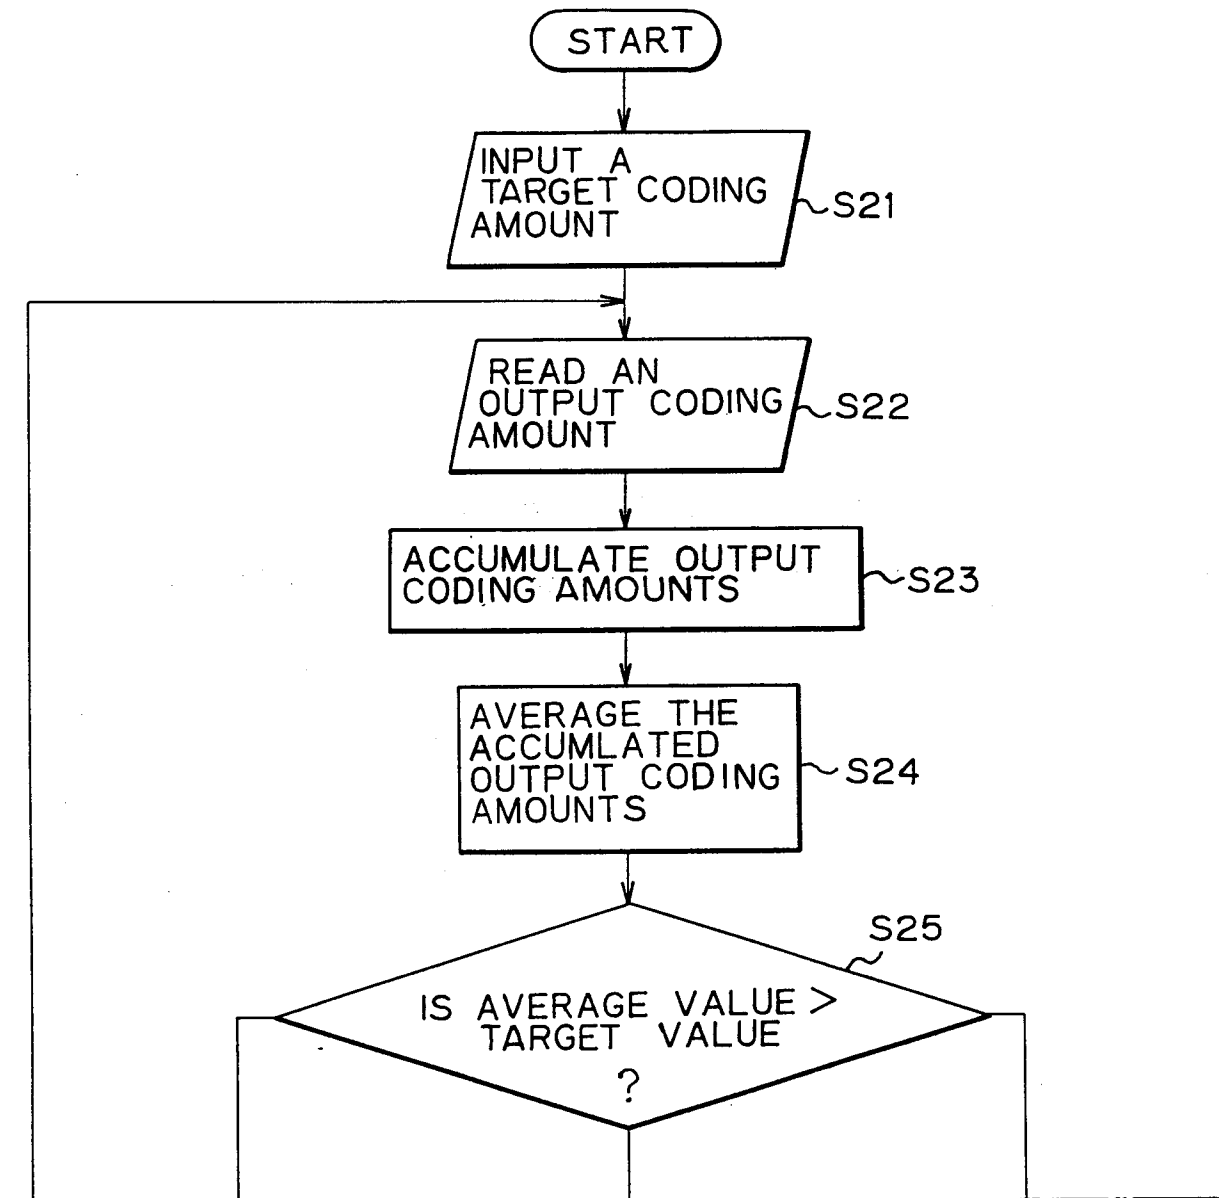 START
INPUT A
TARGET CODING
AMOUNT
S21
READ AN
OUTPUT CODING
AMOUNT
S22
ACCUMULATE OUTPUT
CODING AMOUNTS
S23
AVERAGE THE
ACCUMLATED
OUTPUT CODING
AMOUNTS
S24
S25
IS AVERAGE VALUE >
TARGET VALUE
?